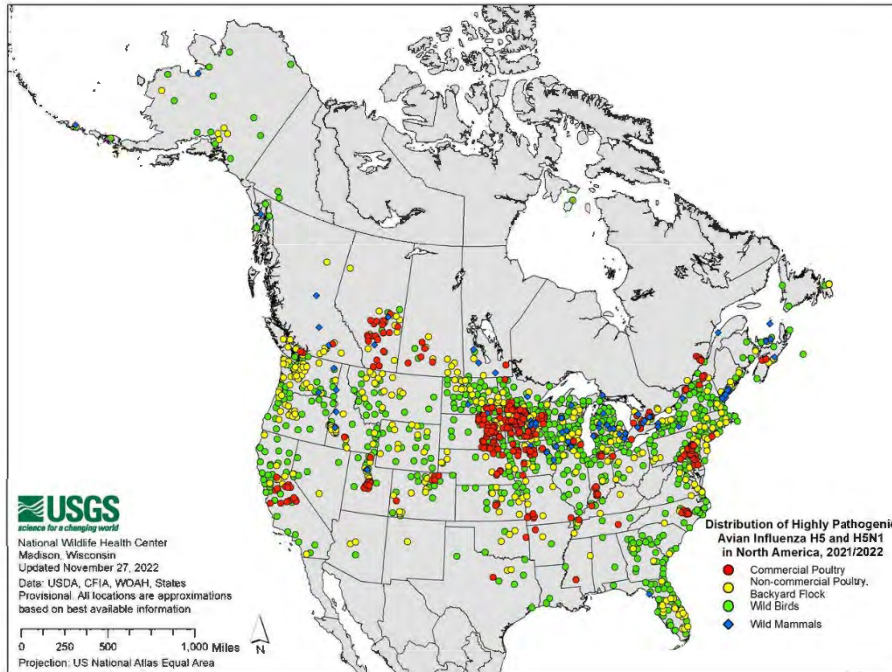 USGS
science for a changing world
National Wildlife Health Center
Madison, Wisconsin
Updated November 27, 2022
Data: USDA, CFIA, WOAH, States
Provisional. All locations are approximations
based on best available information
0 250 500 1,000 Miles
Projection: US National Atlas Equal Area
N
Distribution of Highly Pathogenic
Avian Influenza H5 and H5N1
in North America, 2021/2022
Commercial Poultry
Non-commercial Poultry.
Backyard Flock
Wild Birds
Wild Mammals